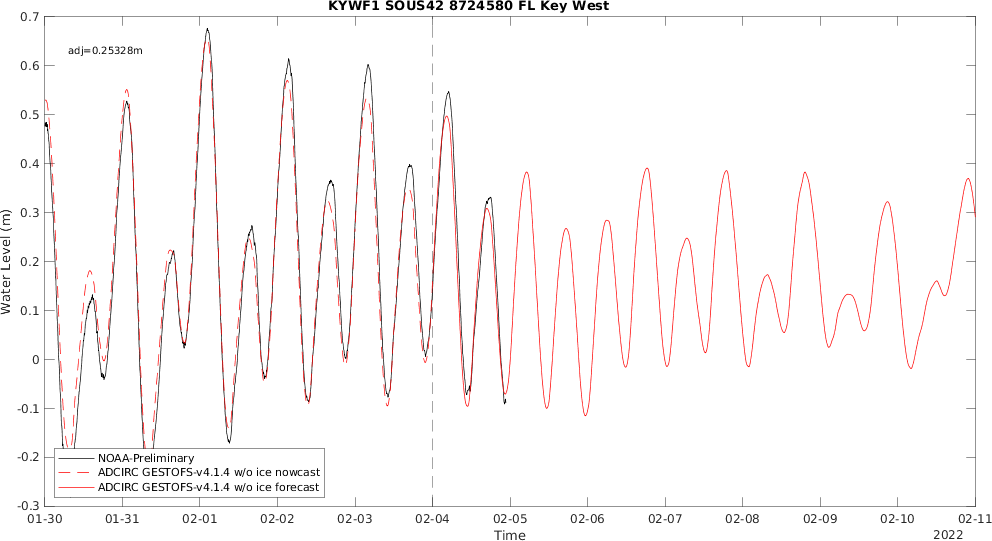 KYWF1 SOUS42 8724580 FL Key West
adj=0.25328m
0.7
0.6
0.5
0.4
0.3
0.2
0.1
0
-0.1
-0.2
-0.3
Water Level (m)
NOAA-Preliminary
ADCIRC GESTOFS-v4.1.4 w/o ice nowcast
ADCIRC GESTOFS-v4.1.4 w/o ice forecast
01-30 01-31 02-01 02-02 02-03 02-04 02-05 02-06 02-07 02-08 02-09 02-10 02-11
Time
2022